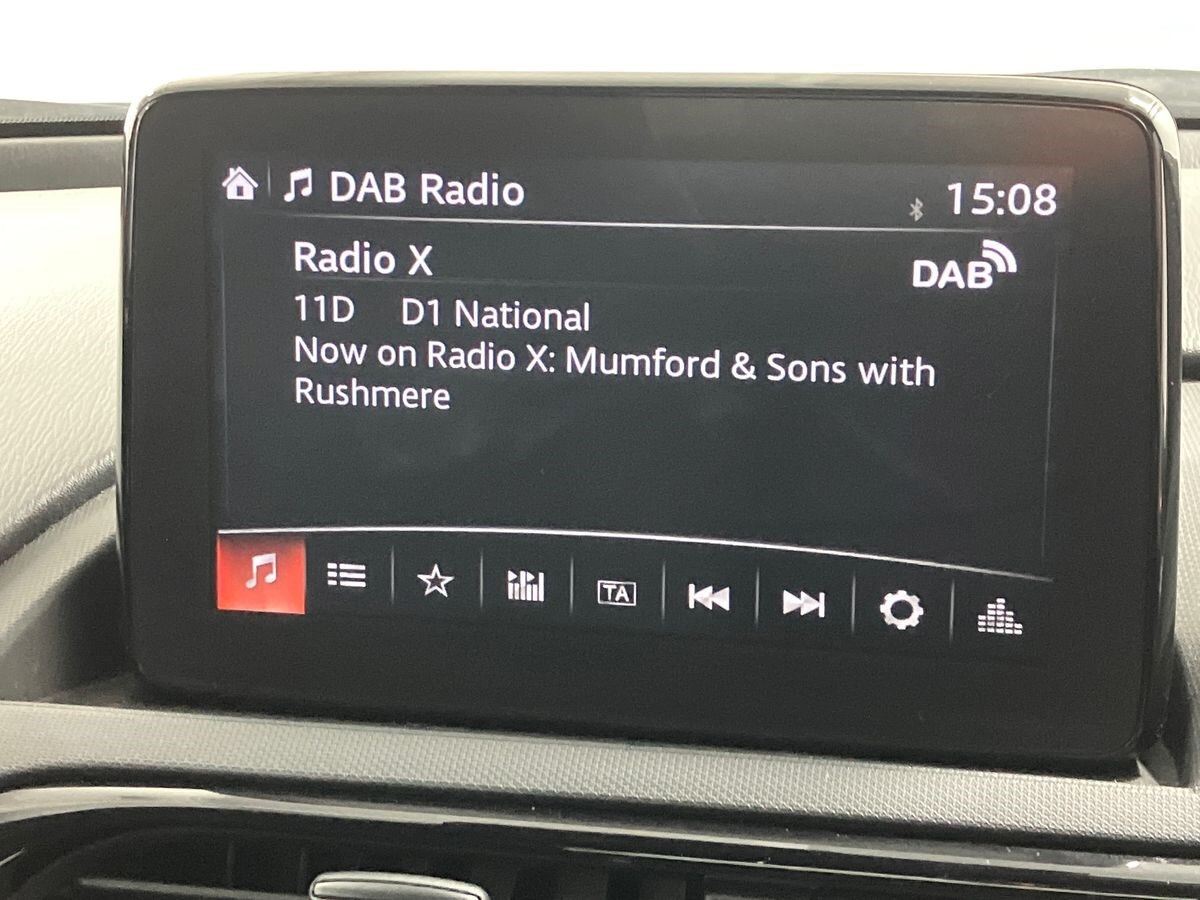 DAB Radio
15:08
Radio X
DAB
11D D1 National
Now on Radio X: Mumford & Sons with
Rushmere
TA